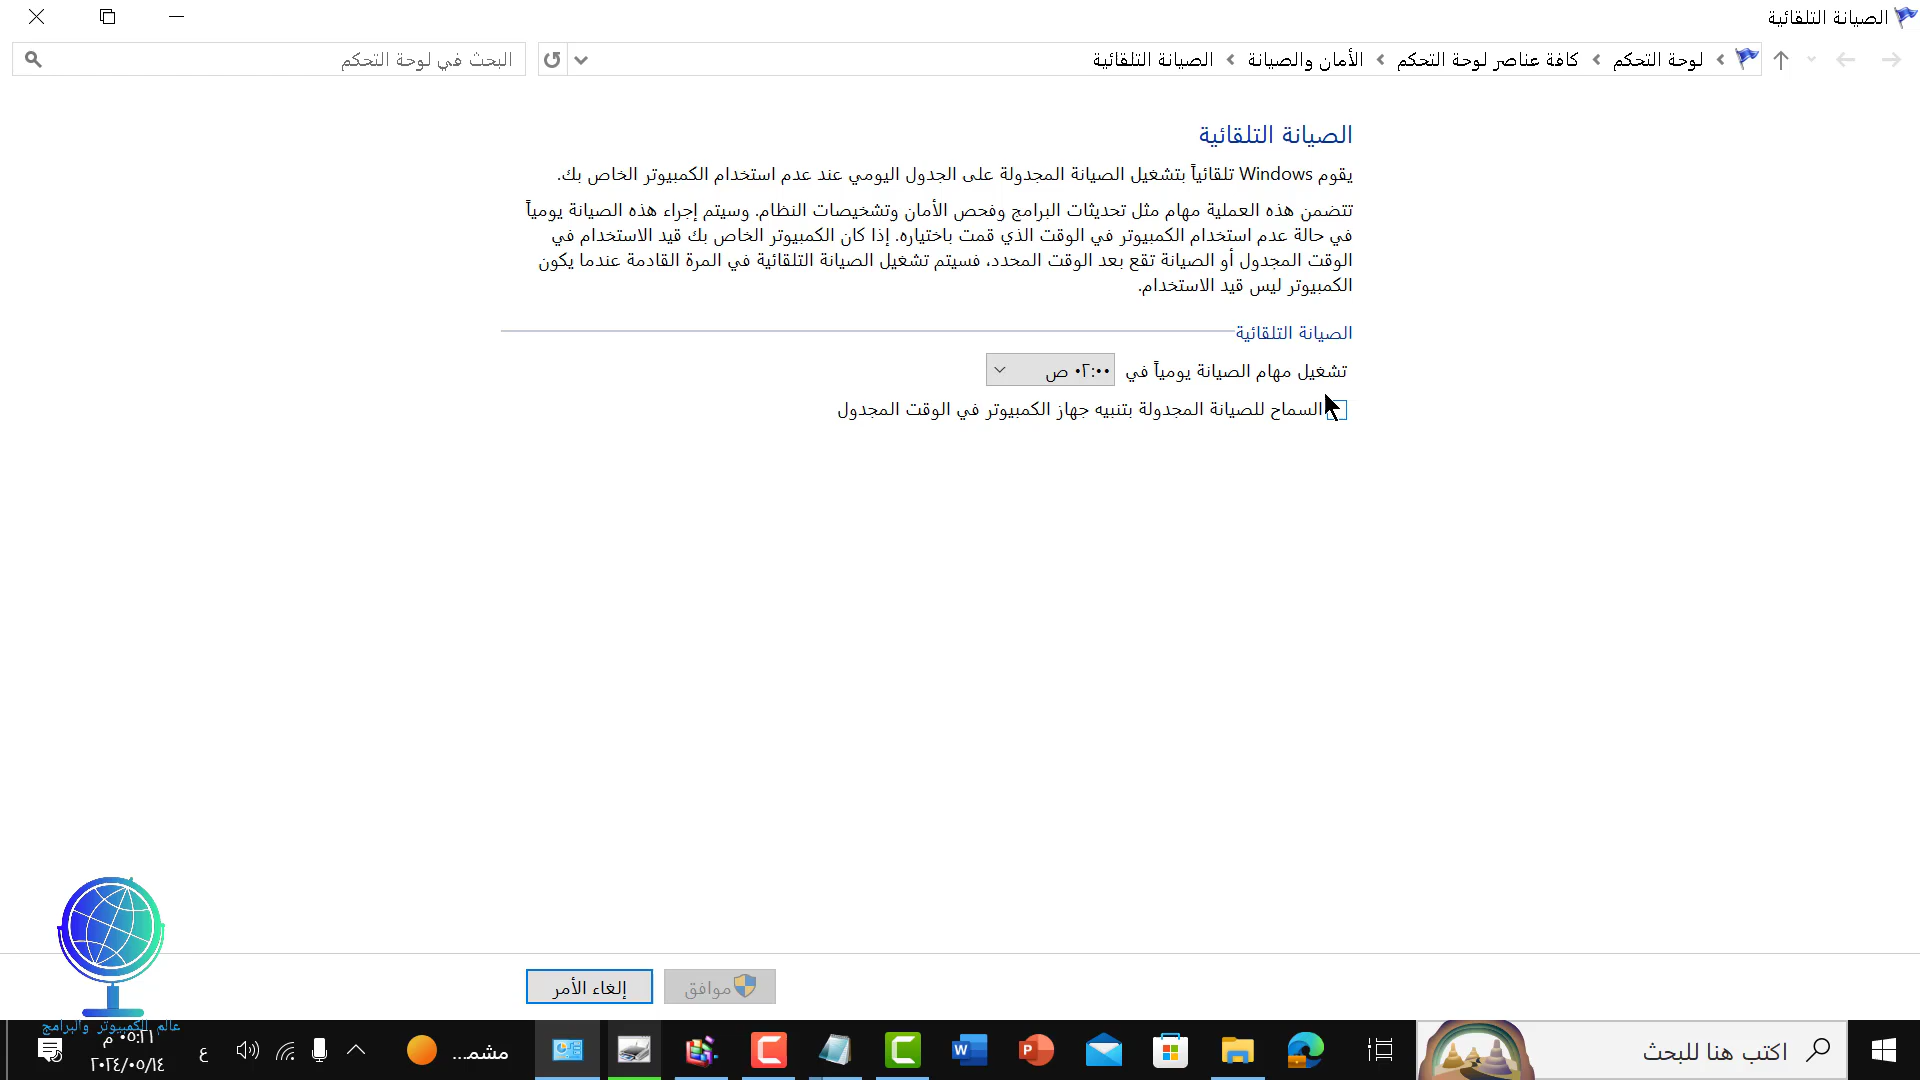 الصيانة التلقائية
لوحة التحكم › كافة عناصر لوحة التحكم › الأمان والصيانة › الصيانة التلقائية
البحث في لوحة التحكم
الصيانة التلقائية
يقوم Windows تلقائياً بتشغيل الصيانة المجدولة على الجدول اليومي عند عدم استخدام الكمبيوتر الخاص بك.
تتضمن هذه العملية مهام مثل تحديثات البرامج وفحص الأمان وتشخيصات النظام. وسيتم إجراء هذه الصيانة يومياً
في حالة عدم استخدام الكمبيوتر في الوقت الذي قمت باختياره. إذا كان الكمبيوتر الخاص بك قيد الاستخدام في
الوقت المجدول أو الصيانة تقع بعد الوقت المحدد، فسيتم تشغيل الصيانة التلقائية في المرة القادمة عندما يكون
الكمبيوتر ليس قيد الاستخدام.
الصيانة التلقائية
تشغيل مهام الصيانة يومياً في ٠٢:٠٠ ص
السماح للصيانة المجدولة بتنبيه جهاز الكمبيوتر في الوقت المجدول
موافق
إلغاء الأمر
عالم الكمبيوتر والبرامج
اكتب هنا للبحث
مشمـ...
ع
٠٥:٢١ م
٢٠٢٤/٠٥/١٤